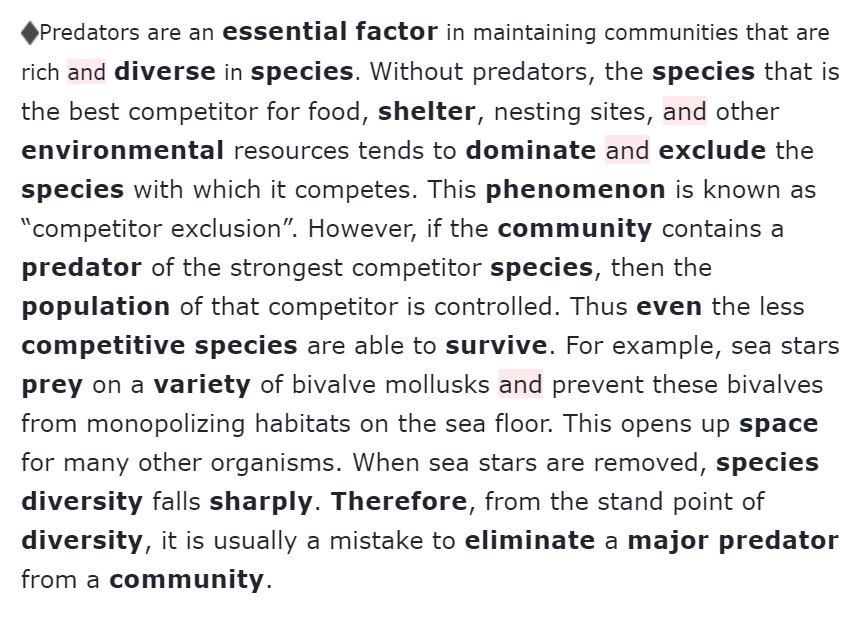 ◆Predators are an essential factor in maintaining communities that are
rich and diverse in species. Without predators, the species that is
the best competitor for food, shelter, nesting sites, and other
environmental resources tends to dominate and exclude the
species with which it competes. This phenomenon is known as
“competitor exclusion”. However, if the community contains a
predator of the strongest competitor species, then the
population of that competitor is controlled. Thus even the less
competitive species are able to survive. For example, sea stars
prey on a variety of bivalve mollusks and prevent these bivalves
from monopolizing habitats on the sea floor. This opens up space
for many other organisms. When sea stars are removed, species
diversity falls sharply. Therefore, from the stand point of
diversity, it is usually a mistake to eliminate a major predator
from a community.